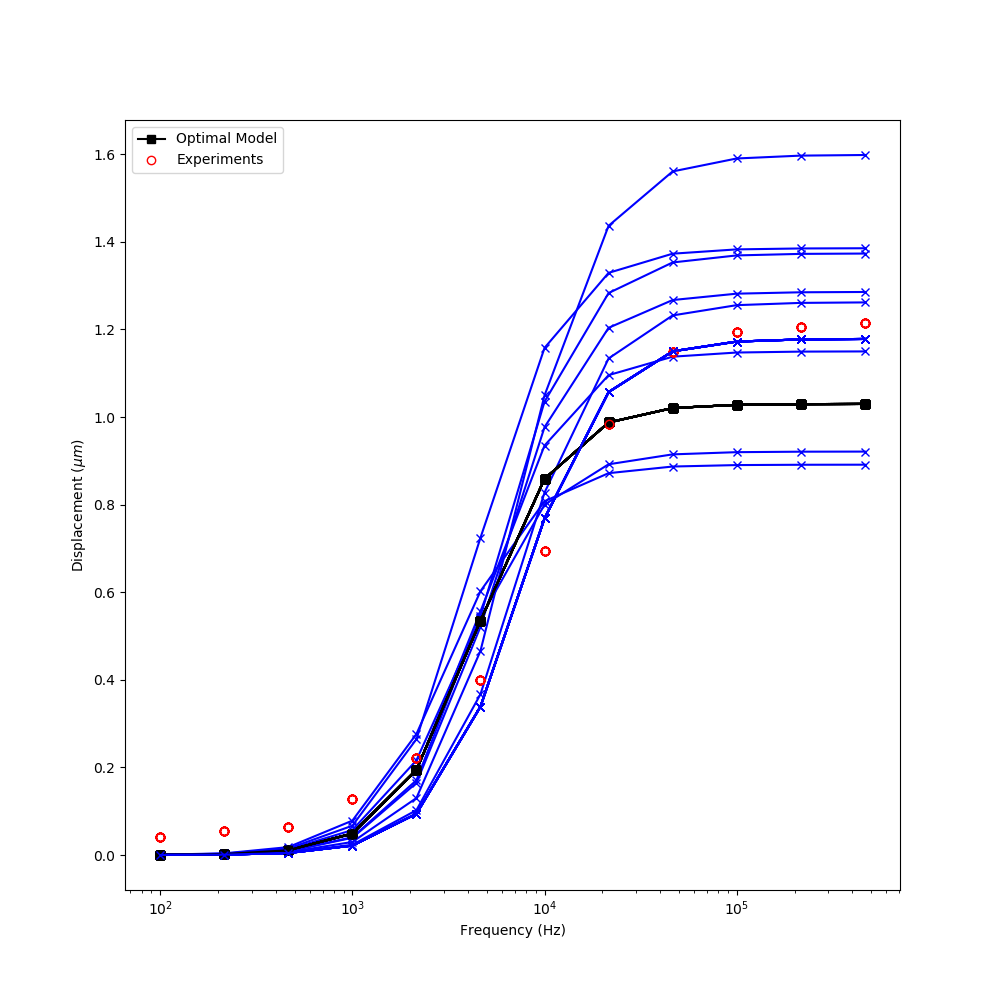 Optimal Model
Experiments
1.6
1.4
1.2
1.0
0.8
0.6
0.4
0.2
0.0
Displacement (μm)
10² 10³ 10⁴ 10⁵
Frequency (Hz)